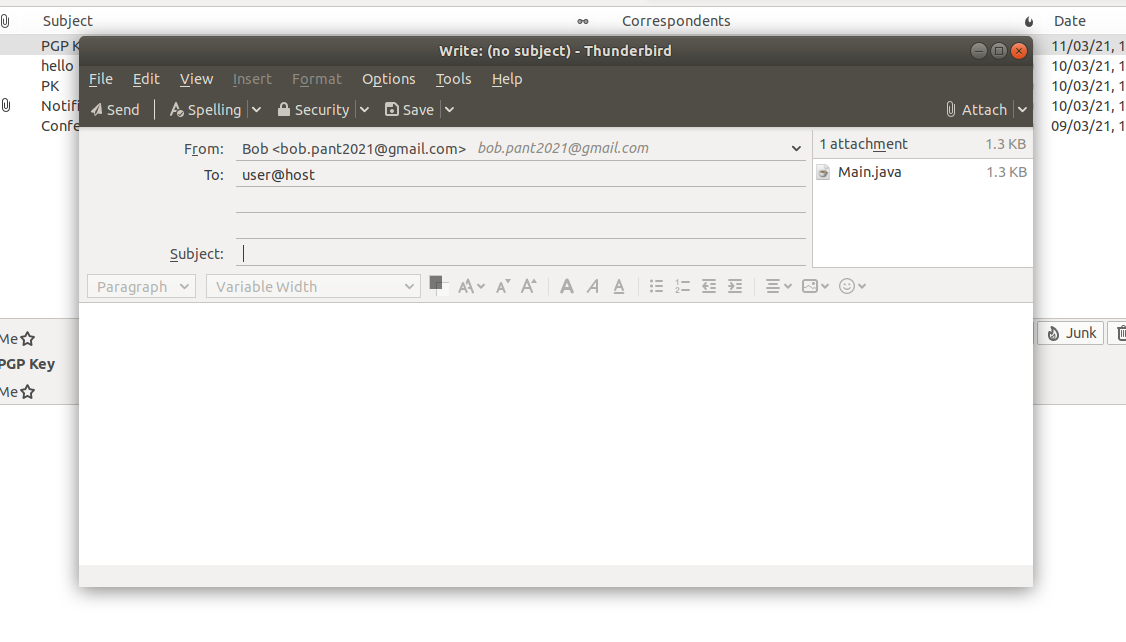 Subject Correspondents Date
PGP K 11/03/21, 1
Write: (no subject) - Thunderbird
hello 10/03/21, 1
File Edit View Insert Format Options Tools Help
PK 10/03/21, 1
Send Spelling Security Save Attach
Notifi 10/03/21, 1
Confe 09/03/21, 1
From: Bob <bob.pant2021@gmail.com> bob.pant2021@gmail.com
1 attachment 1.3 KB
To: user@host
Main.java 1.3 KB
Subject:
Paragraph Variable Width
Me Junk
PGP Key
Me